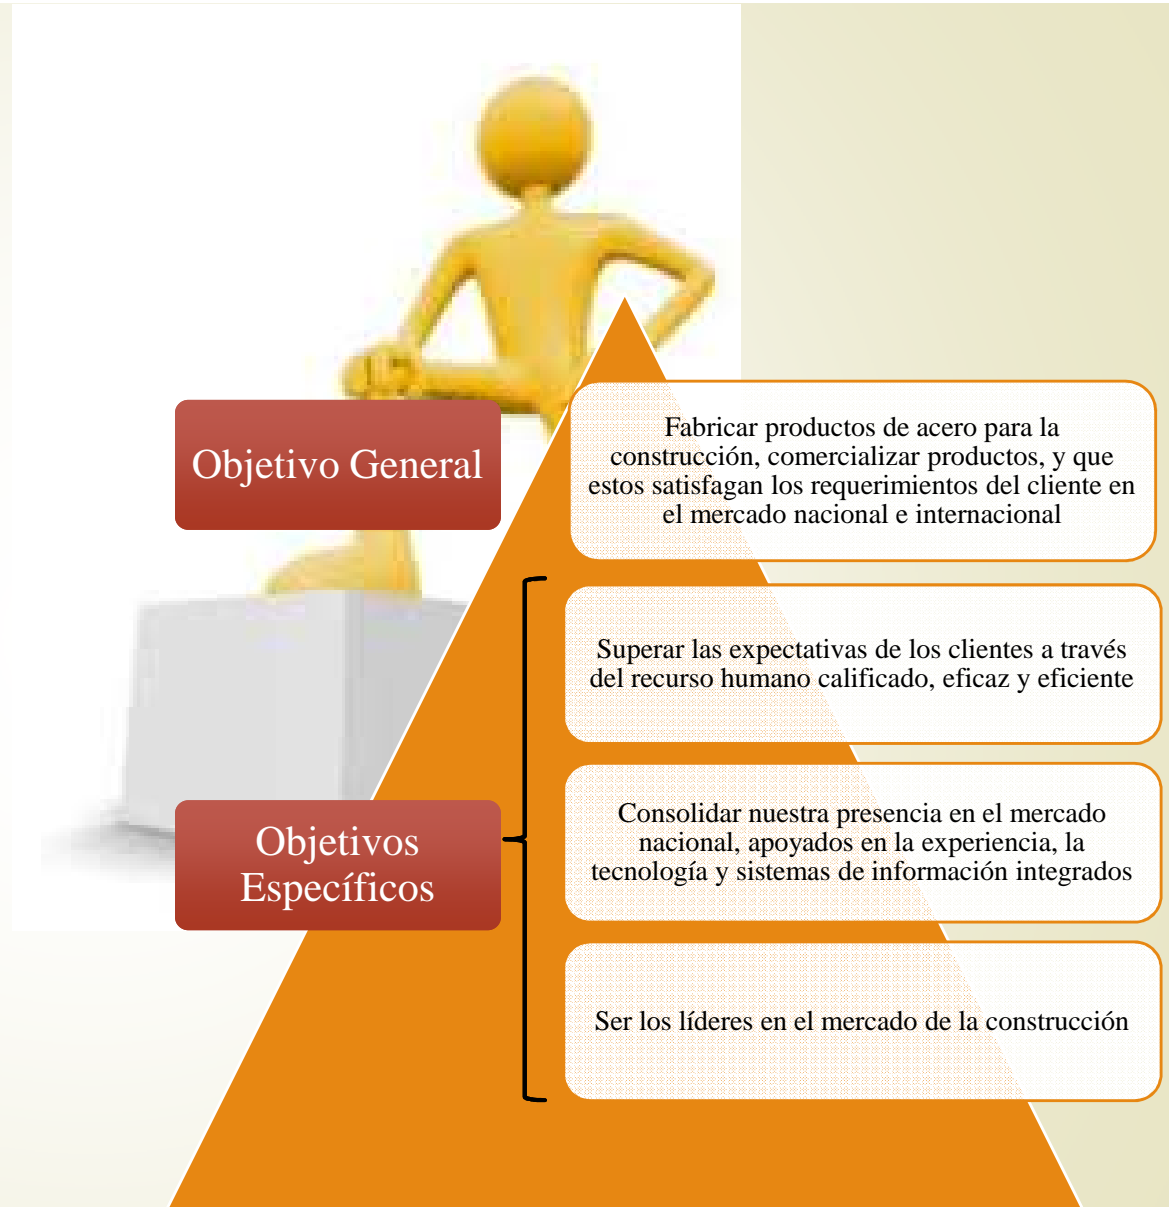 Objetivo General
Fabricar productos de acero para la
construcción, comercializar productos, y que
estos satisfagan los requerimientos del cliente en
el mercado nacional e internacional
Objetivos
Específicos
Superar las expectativas de los clientes a través
del recurso humano calificado, eficaz y eficiente
Consolidar nuestra presencia en el mercado
nacional, apoyados en la experiencia, la
tecnología y sistemas de información integrados
Ser los líderes en el mercado de la construcción